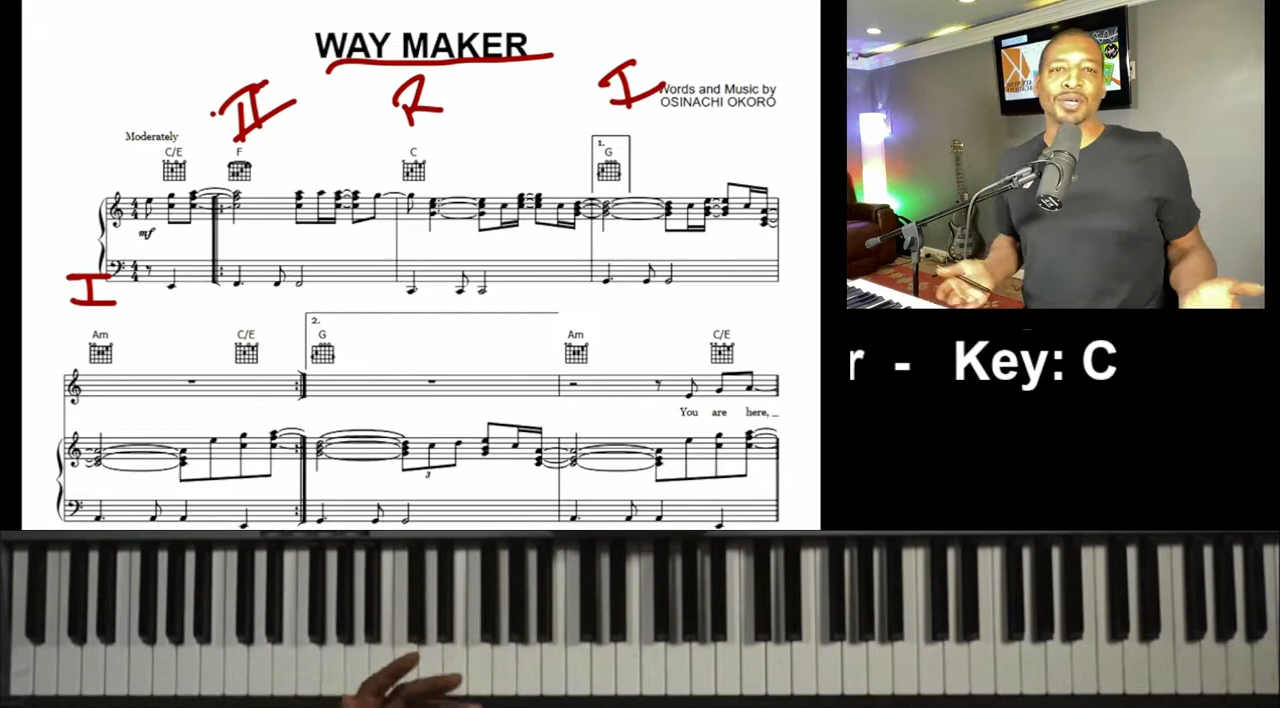 WAY MAKER
II R I
Words and Music by
OSINACHI OKORO
Moderately
C/E F C 1. G
mf
I
Am C/E 2. G Am C/E
You are here, _
3
r - Key: C